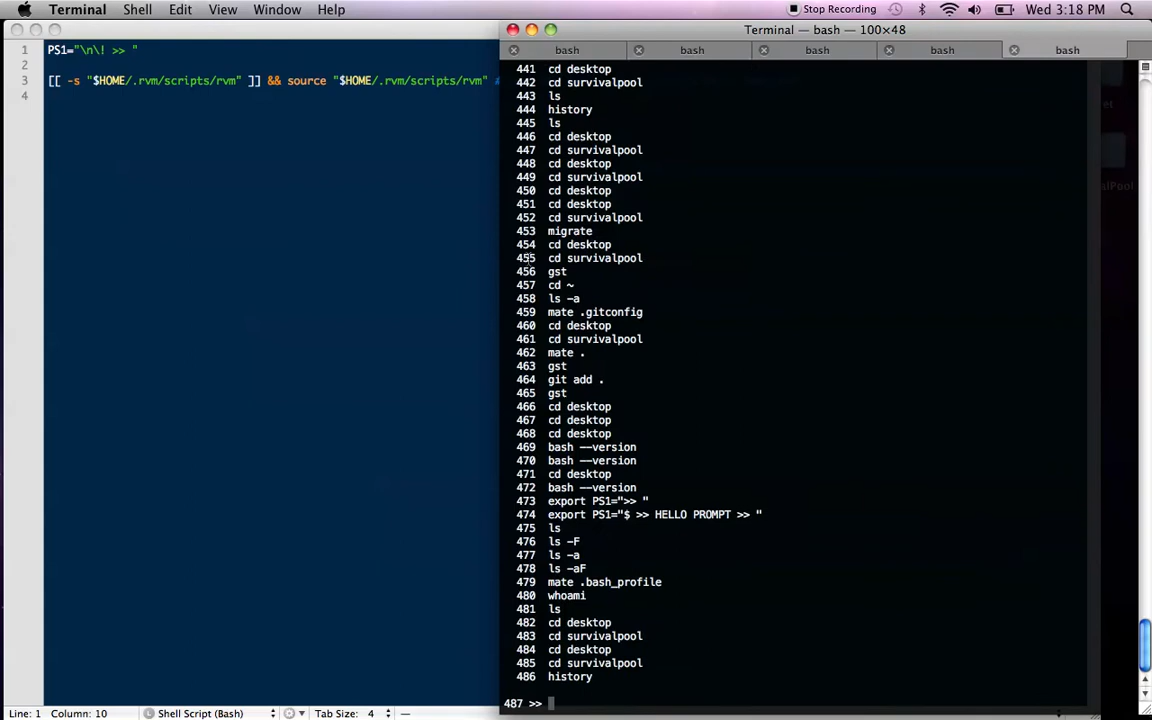 Terminal Shell Edit View Window Help Stop Recording Wed 3:18 PM
PS1="\n\! >> "
[[ -s "$HOME/.rvm/scripts/rvm" ]] && source "$HOME/.rvm/scripts/rvm" #
1
2
3
4
Line: 1 Column: 10 Shell Script (Bash) Tab Size: 4 —
Terminal — bash — 100×48
bash bash bash bash bash
441 cd desktop
442 cd survivalpool
443 ls
444 history
445 ls
446 cd desktop
447 cd survivalpool
448 cd desktop
449 cd survivalpool
450 cd desktop
451 cd desktop
452 cd survivalpool
453 migrate
454 cd desktop
455 cd survivalpool
456 gst
457 cd ~
458 ls -a
459 mate .gitconfig
460 cd desktop
461 cd survivalpool
462 mate .
463 gst
464 git add .
465 gst
466 cd desktop
467 cd desktop
468 cd desktop
469 bash --version
470 bash --version
471 cd desktop
472 bash --version
473 export PS1=">> "
474 export PS1="$ >> HELLO PROMPT >> "
475 ls
476 ls -F
477 ls -a
478 ls -aF
479 mate .bash_profile
480 whoami
481 ls
482 cd desktop
483 cd survivalpool
484 cd desktop
485 cd survivalpool
486 history
487 >>